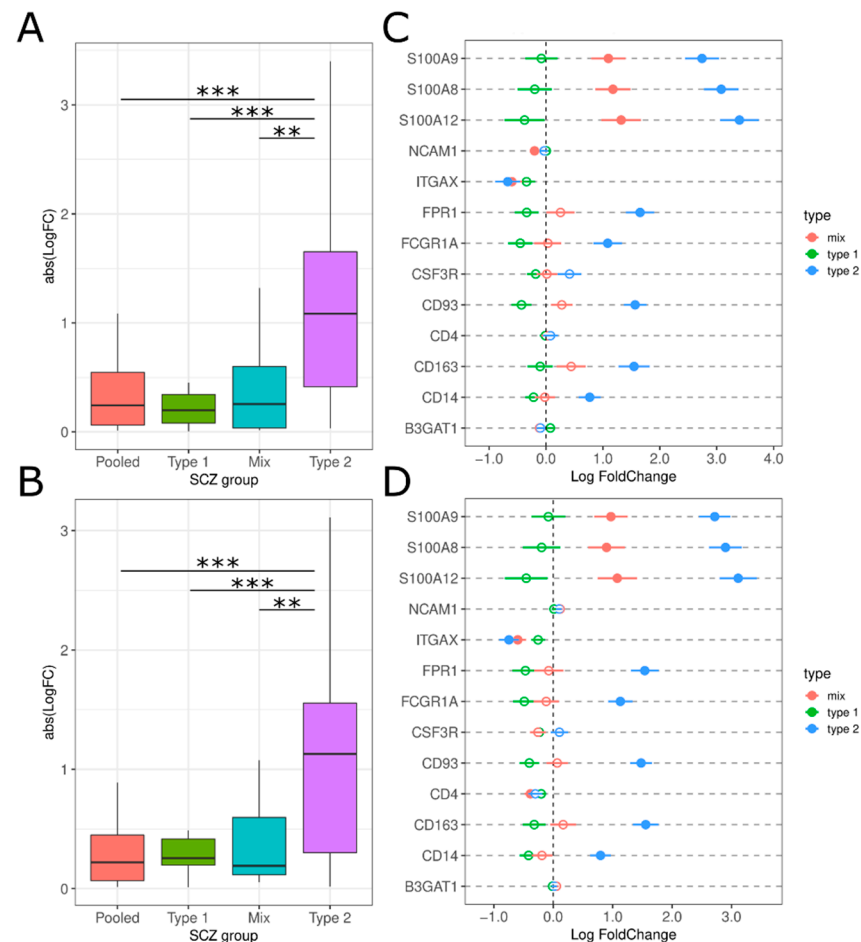 A
abs(LogFC)
3
2
1
0
***
***
**
Pooled Type 1 Mix Type 2
SCZ group
C
S100A9
S100A8
S100A12
NCAM1
ITGAX
FPR1
FCGR1A
CSF3R
CD93
CD4
CD163
CD14
B3GAT1
−1.0 0.0 1.0 2.0 3.0 4.0
Log FoldChange
type
mix
type 1
type 2
B
abs(LogFC)
3
2
1
0
***
***
**
Pooled Type 1 Mix Type 2
SCZ group
D
S100A9
S100A8
S100A12
NCAM1
ITGAX
FPR1
FCGR1A
CSF3R
CD93
CD4
CD163
CD14
B3GAT1
−1.0 0.0 1.0 2.0 3.0
Log FoldChange
type
mix
type 1
type 2